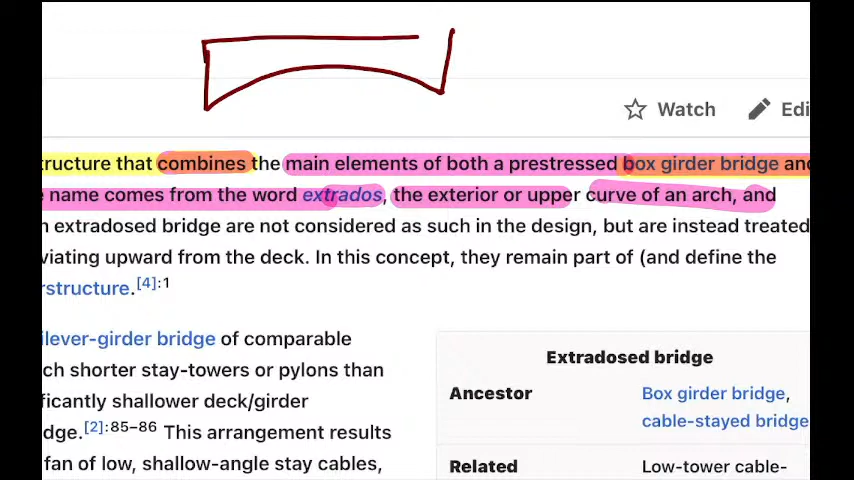 Watch Edi
tructure that combines the main elements of both a prestressed box girder bridge and
e name comes from the word extrados, the exterior or upper curve of an arch, and
n extradosed bridge are not considered as such in the design, but are instead treated
viating upward from the deck. In this concept, they remain part of (and define the
rstructure.[4]:1
ilever-girder bridge of comparable
ch shorter stay-towers or pylons than
ficantly shallower deck/girder
dge.[2]:85–86 This arrangement results
fan of low, shallow-angle stay cables,
Extradosed bridge
Ancestor Box girder bridge,
cable-stayed bridge
Related Low-tower cable-